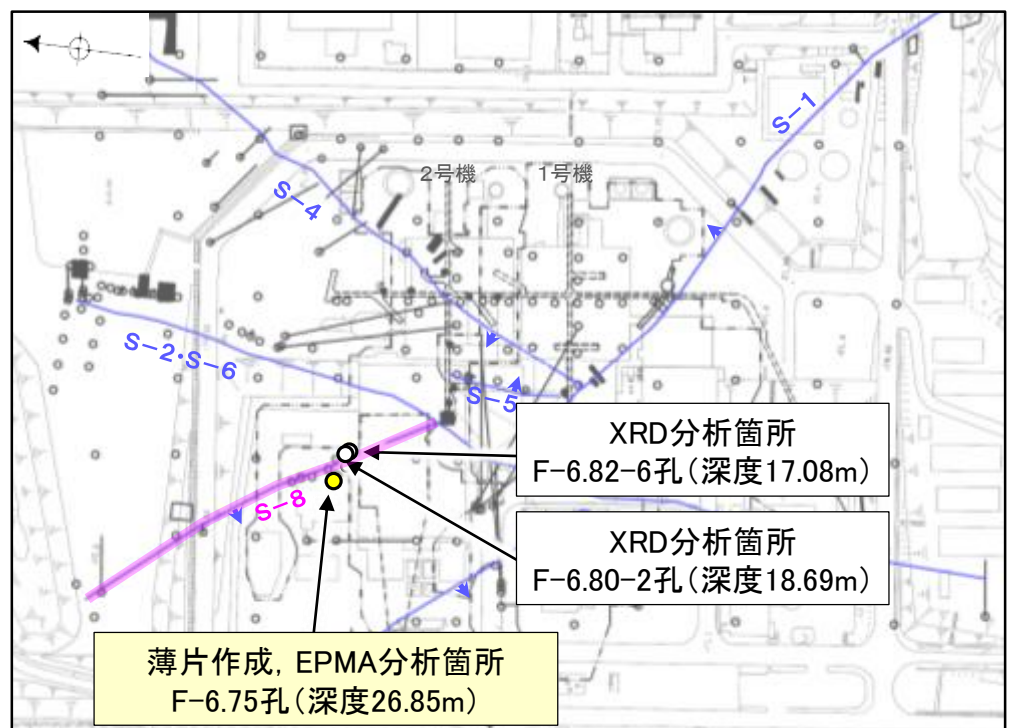 S-1
2号機
1号機
S-4
S-2・S-6
S-5
XRD分析箇所
F-6.82-6孔(深度17.08m)
S-8
XRD分析箇所
F-6.80-2孔(深度18.69m)
薄片作成, EPMA分析箇所
F-6.75孔(深度26.85m)